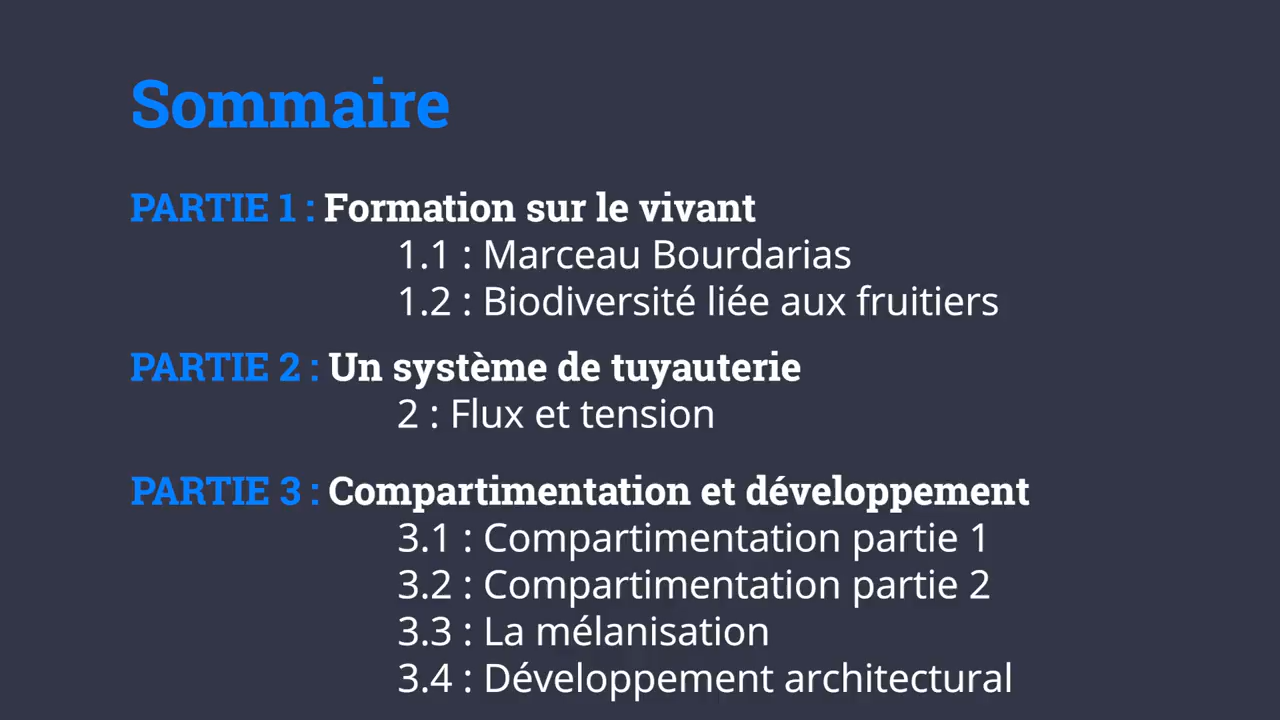 Sommaire
PARTIE 1 : Formation sur le vivant
1.1 : Marceau Bourdarias
1.2 : Biodiversité liée aux fruitiers
PARTIE 2 : Un système de tuyauterie
2 : Flux et tension
PARTIE 3 : Compartimentation et développement
3.1 : Compartimentation partie 1
3.2 : Compartimentation partie 2
3.3 : La mélanisation
3.4 : Développement architectural